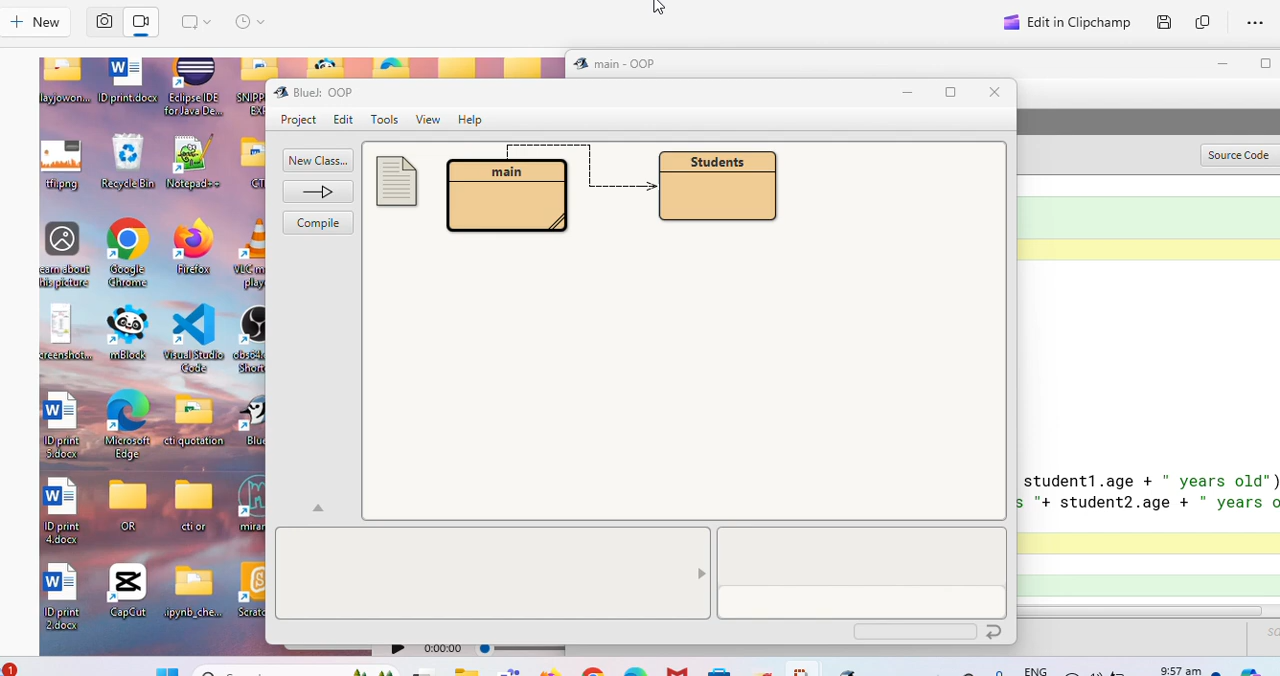 New
Edit in Clipchamp
main - OOP
BlueJ: OOP
Project Edit Tools View Help
New Class...
Compile
main
Students
Source Code
student1.age + " years old")
"+ student2.age + " years
ID print.docx
Eclipse IDE
for Java De...
tfi.png
Recycle Bin
Notepad++
Google
Chrome
Firefox
mBlock
Visual Studio
Code
ID print
5.docx
Microsoft
Edge
cti quotation
ID print
4.docx
OR
cti or
ID print
2.docx
CapCut
0:00:00
1
ENG
9:57 am